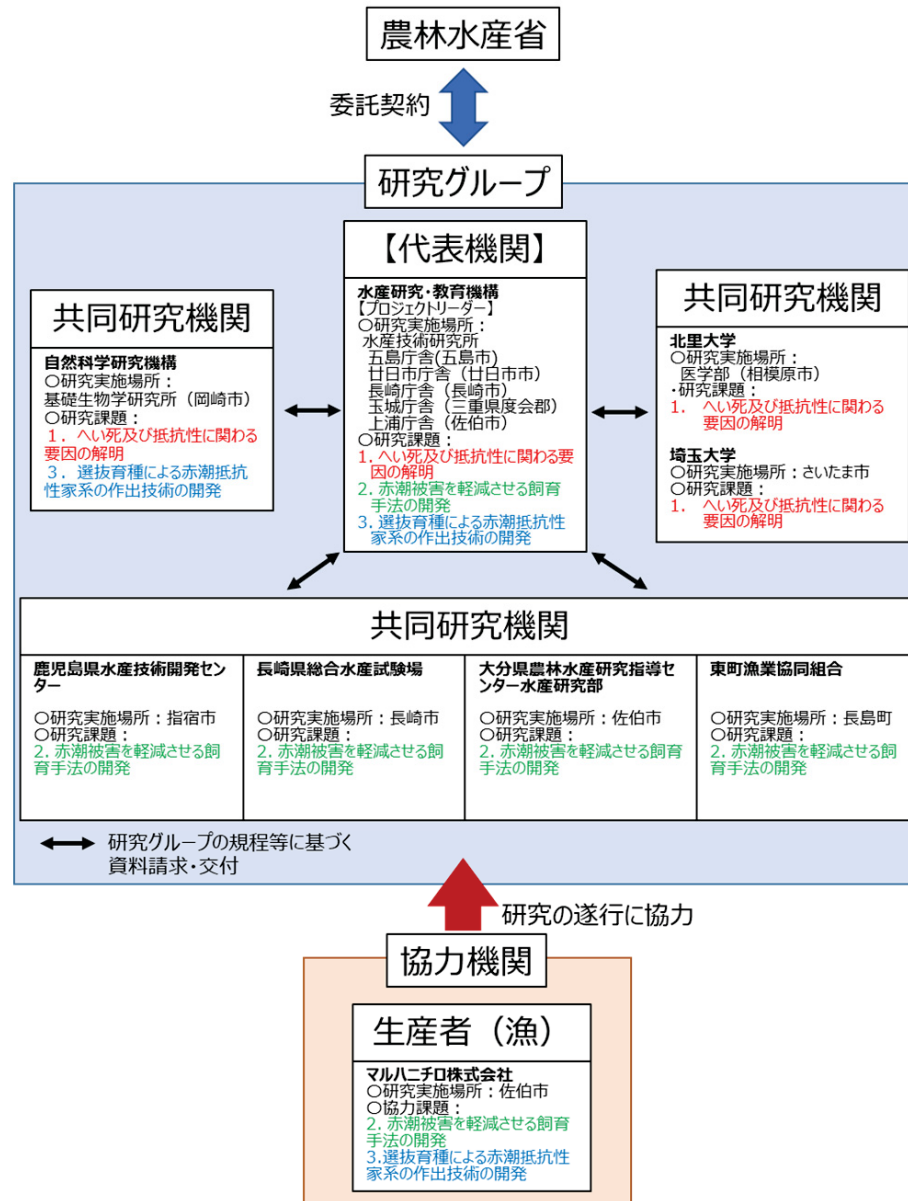 農林水産省
委託契約
研究グループ
【代表機関】
水産研究・教育機構
【プロジェクトリーダー】
〇研究実施場所：
水産技術研究所
五島庁舎(五島市)
廿日市庁舎（廿日市市）
長崎庁舎（長崎市）
玉城庁舎（三重県度会郡）
上浦庁舎（佐伯市）
〇研究課題：
1. へい死及び抵抗性に関わる要
因の解明
2. 赤潮被害を軽減させる飼育
手法の開発
3. 選抜育種による赤潮抵抗性
家系の作出技術の開発
共同研究機関
自然科学研究機構
〇研究実施場所：
基礎生物学研究所（岡崎市）
〇研究課題：
１．へい死及び抵抗性に関わる
要因の解明
３．選抜育種による赤潮抵抗
性家系の作出技術の開発
共同研究機関
北里大学
〇研究実施場所：
医学部（相模原市）
・研究課題：
1. へい死及び抵抗性に関わる
要因の解明
埼玉大学
〇研究実施場所：さいたま市
〇研究課題：
1. へい死及び抵抗性に関わる
要因の解明
共同研究機関
鹿児島県水産技術開発セン
ター
〇研究実施場所：指宿市
〇研究課題：
2. 赤潮被害を軽減させる飼
育手法の開発
長崎県総合水産試験場
〇研究実施場所：長崎市
〇研究課題：
2. 赤潮被害を軽減させる飼
育手法の開発
大分県農林水産研究指導セ
ンター水産研究部
〇研究実施場所：佐伯市
〇研究課題：
2. 赤潮被害を軽減させる飼育
手法の開発
東町漁業協同組合
〇研究実施場所：長島町
〇研究課題：
2. 赤潮被害を軽減させる飼
育手法の開発
研究グループの規程等に基づく
資料請求・交付
研究の遂行に協力
協力機関
生産者（漁）
マルハニチロ株式会社
〇研究実施場所：佐伯市
〇協力課題：
2. 赤潮被害を軽減させる飼育
手法の開発
3.選抜育種による赤潮抵抗性
家系の作出技術の開発